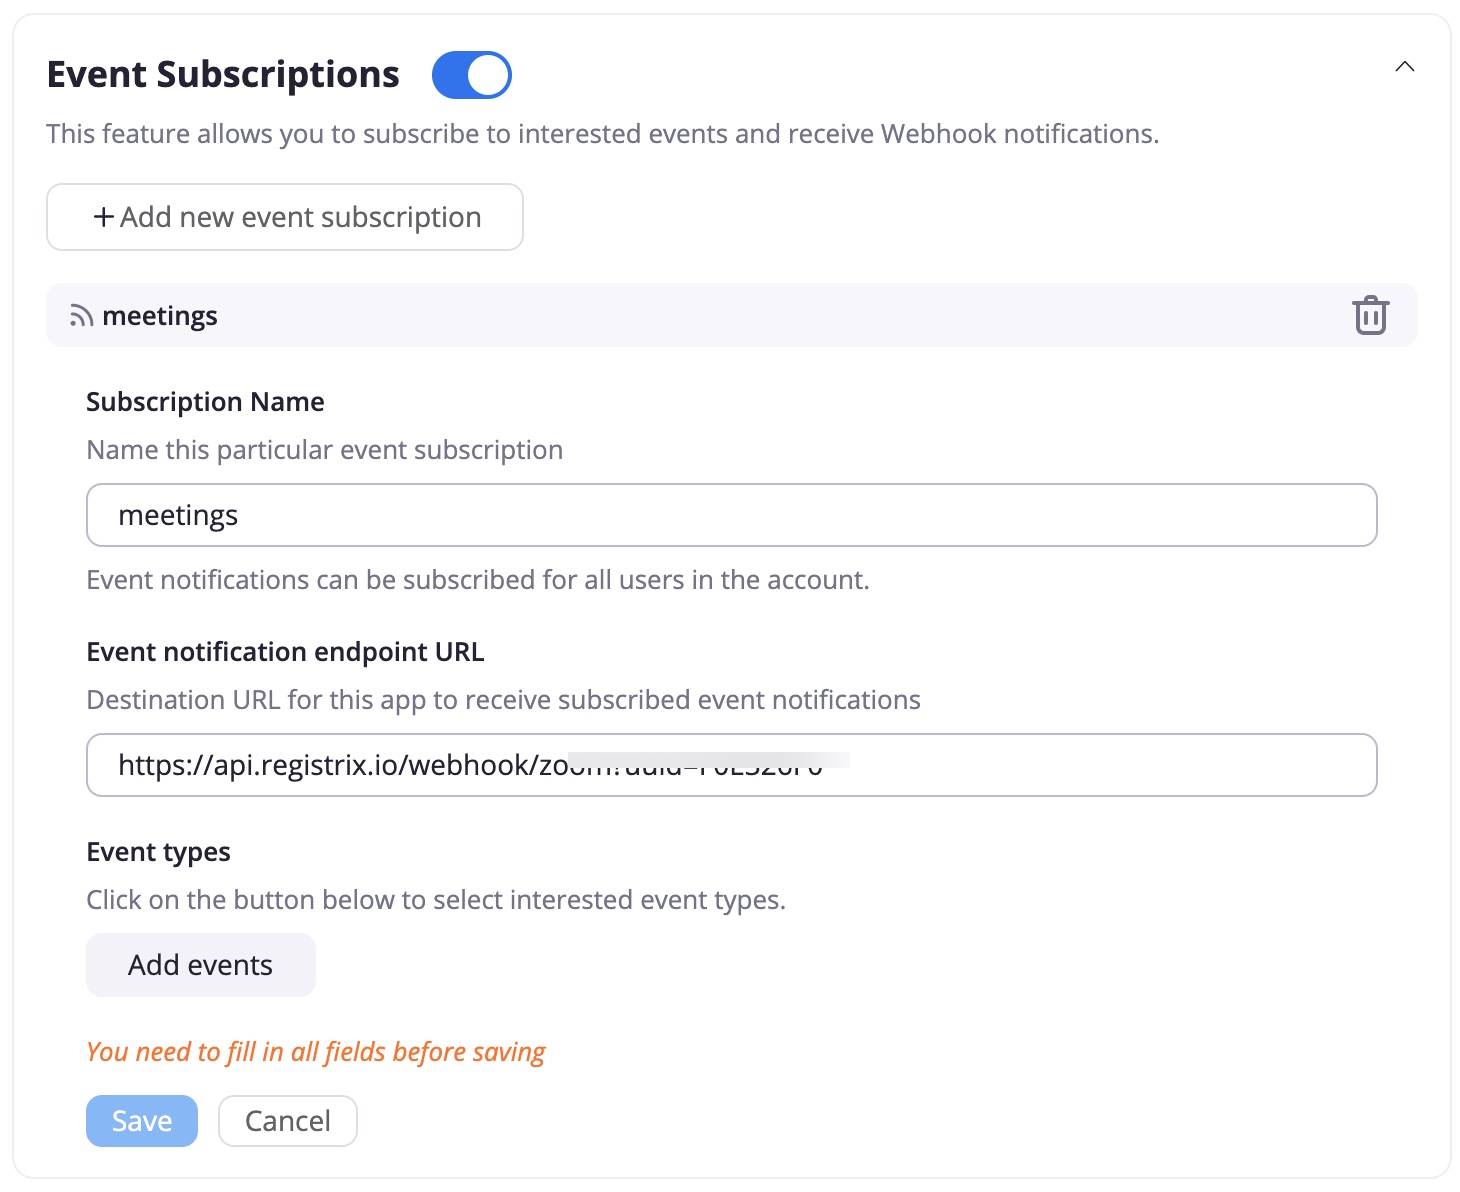 Event Subscriptions
This feature allows you to subscribe to interested events and receive Webhook notifications.
+ Add new event subscription
meetings
Subscription Name
Name this particular event subscription
meetings
Event notifications can be subscribed for all users in the account.
Event notification endpoint URL
Destination URL for this app to receive subscribed event notifications
https://api.registrix.io/webhook/zoom?uuid=
Event types
Click on the button below to select interested event types.
Add events
You need to fill in all fields before saving
Save Cancel